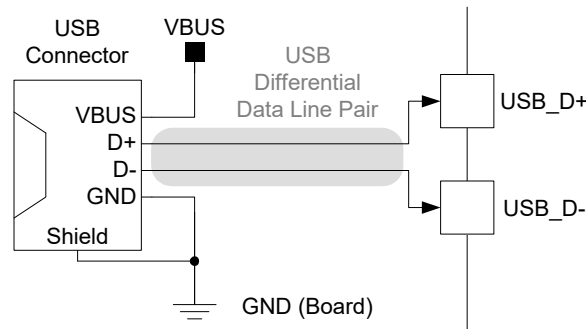 USB
Connector
VBUS
USB
Differential
Data Line Pair
VBUS
D+
D-
GND
Shield
USB_D+
USB_D-
GND (Board)